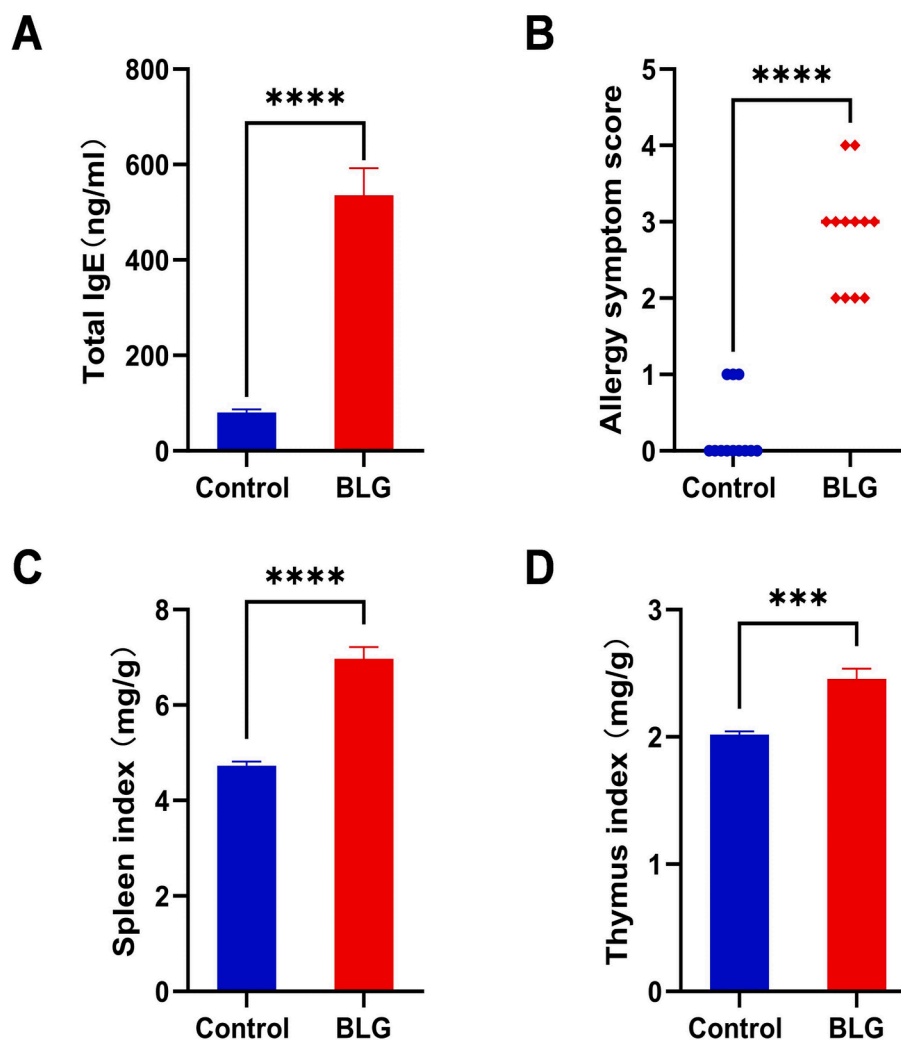 A
Total IgE（ng/ml）
800
600
400
200
0
****
Control
BLG
B
Allergy symptom score
5
4
3
2
1
0
****
Control
BLG
C
Spleen index（mg/g）
8
6
4
2
0
****
Control
BLG
D
Thymus index（mg/g）
3
2
1
0
***
Control
BLG